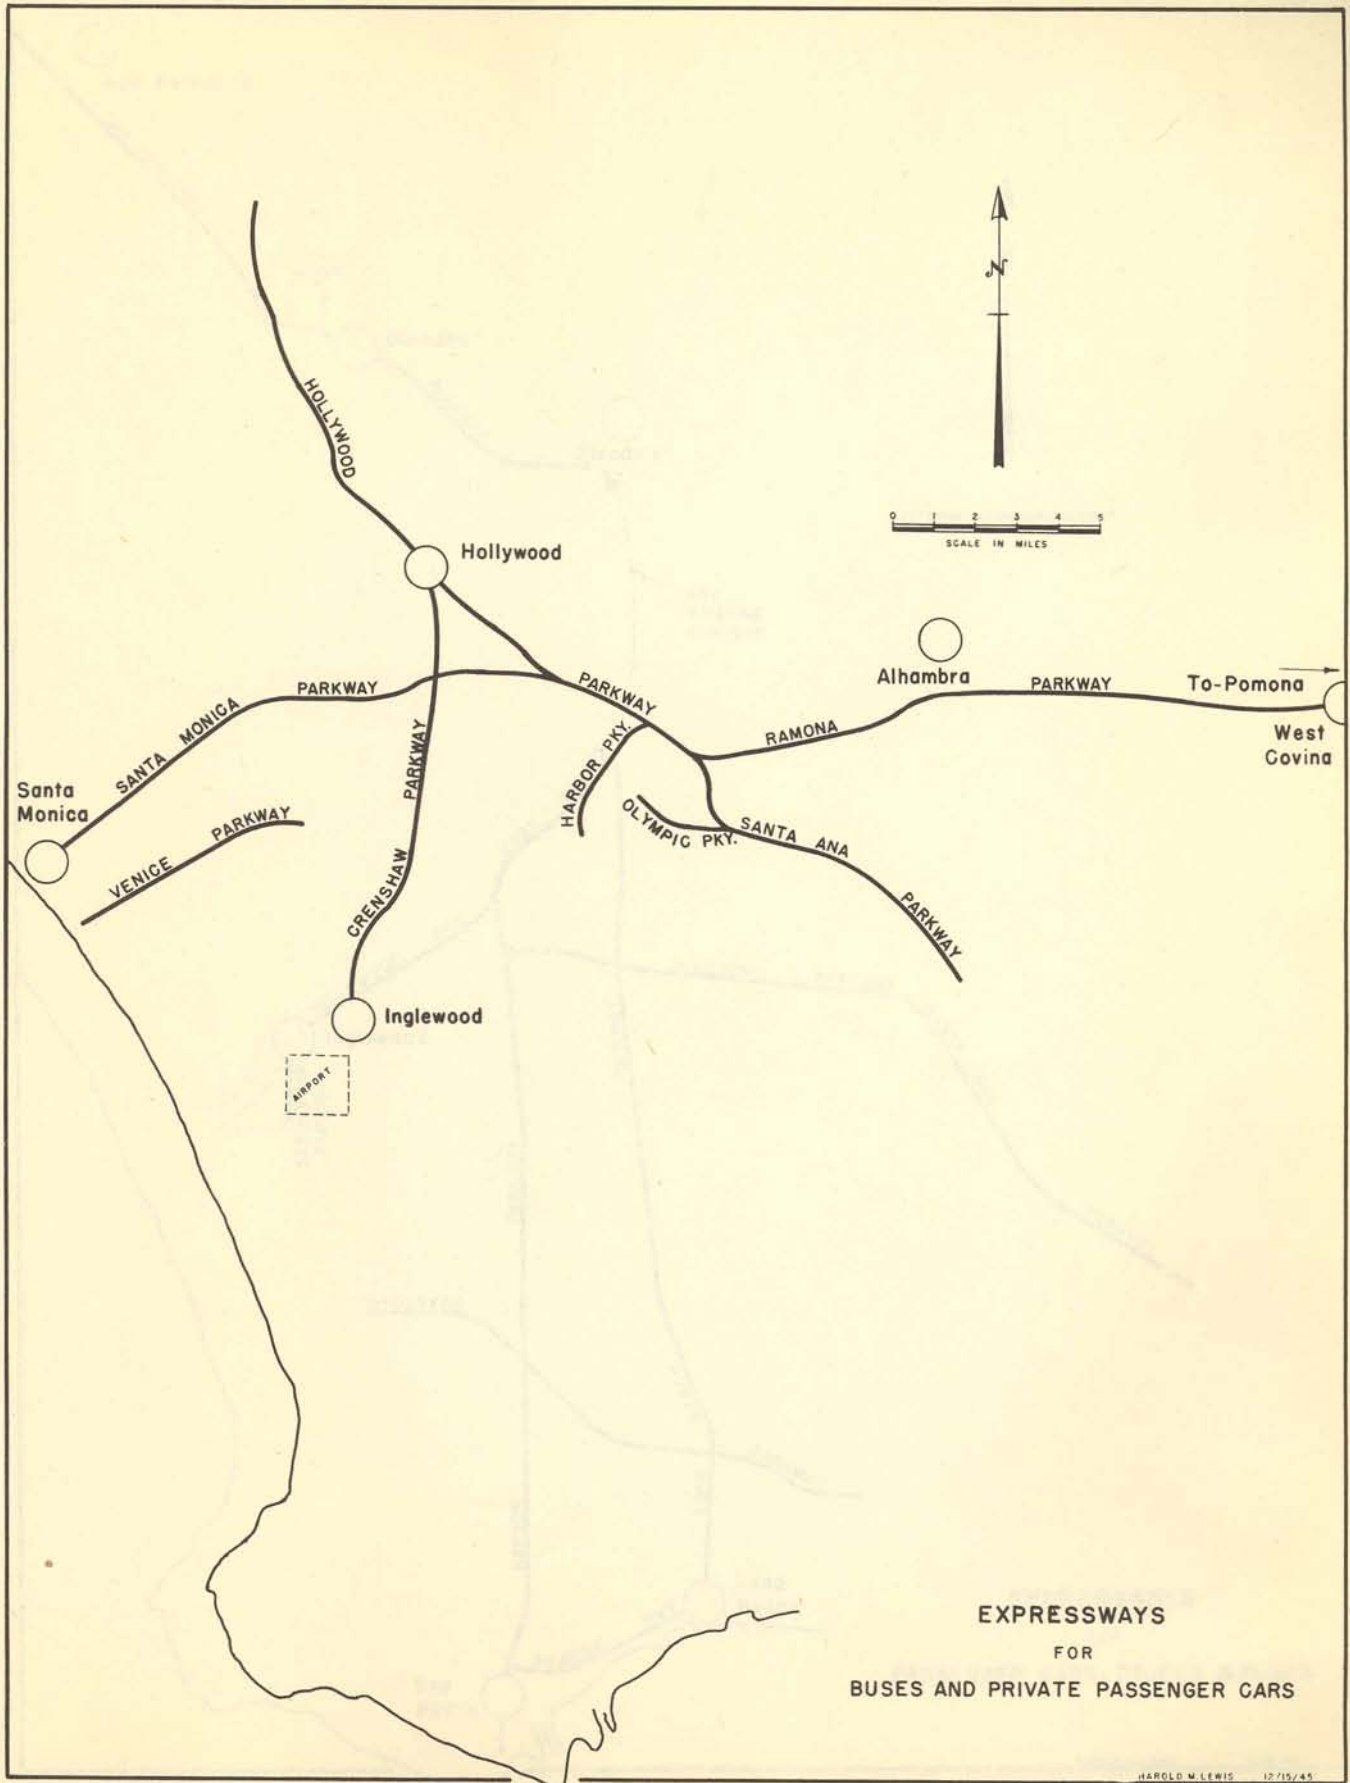 HOLLYWOOD
N
0 1 2 3 4 5
SCALE IN MILES
Hollywood
Alhambra
PARKWAY
To-Pomona
West
Covina
RAMONA
PARKWAY
SANTA MONICA
PARKWAY
HARBOR PKY.
OLYMPIC PKY.
SANTA ANA
PARKWAY
Santa
Monica
VENICE
PARKWAY
CRENSHAW
PARKWAY
Inglewood
AIRPORT
EXPRESSWAYS
FOR
BUSES AND PRIVATE PASSENGER CARS
HAROLD M. LEWIS 12/15/45